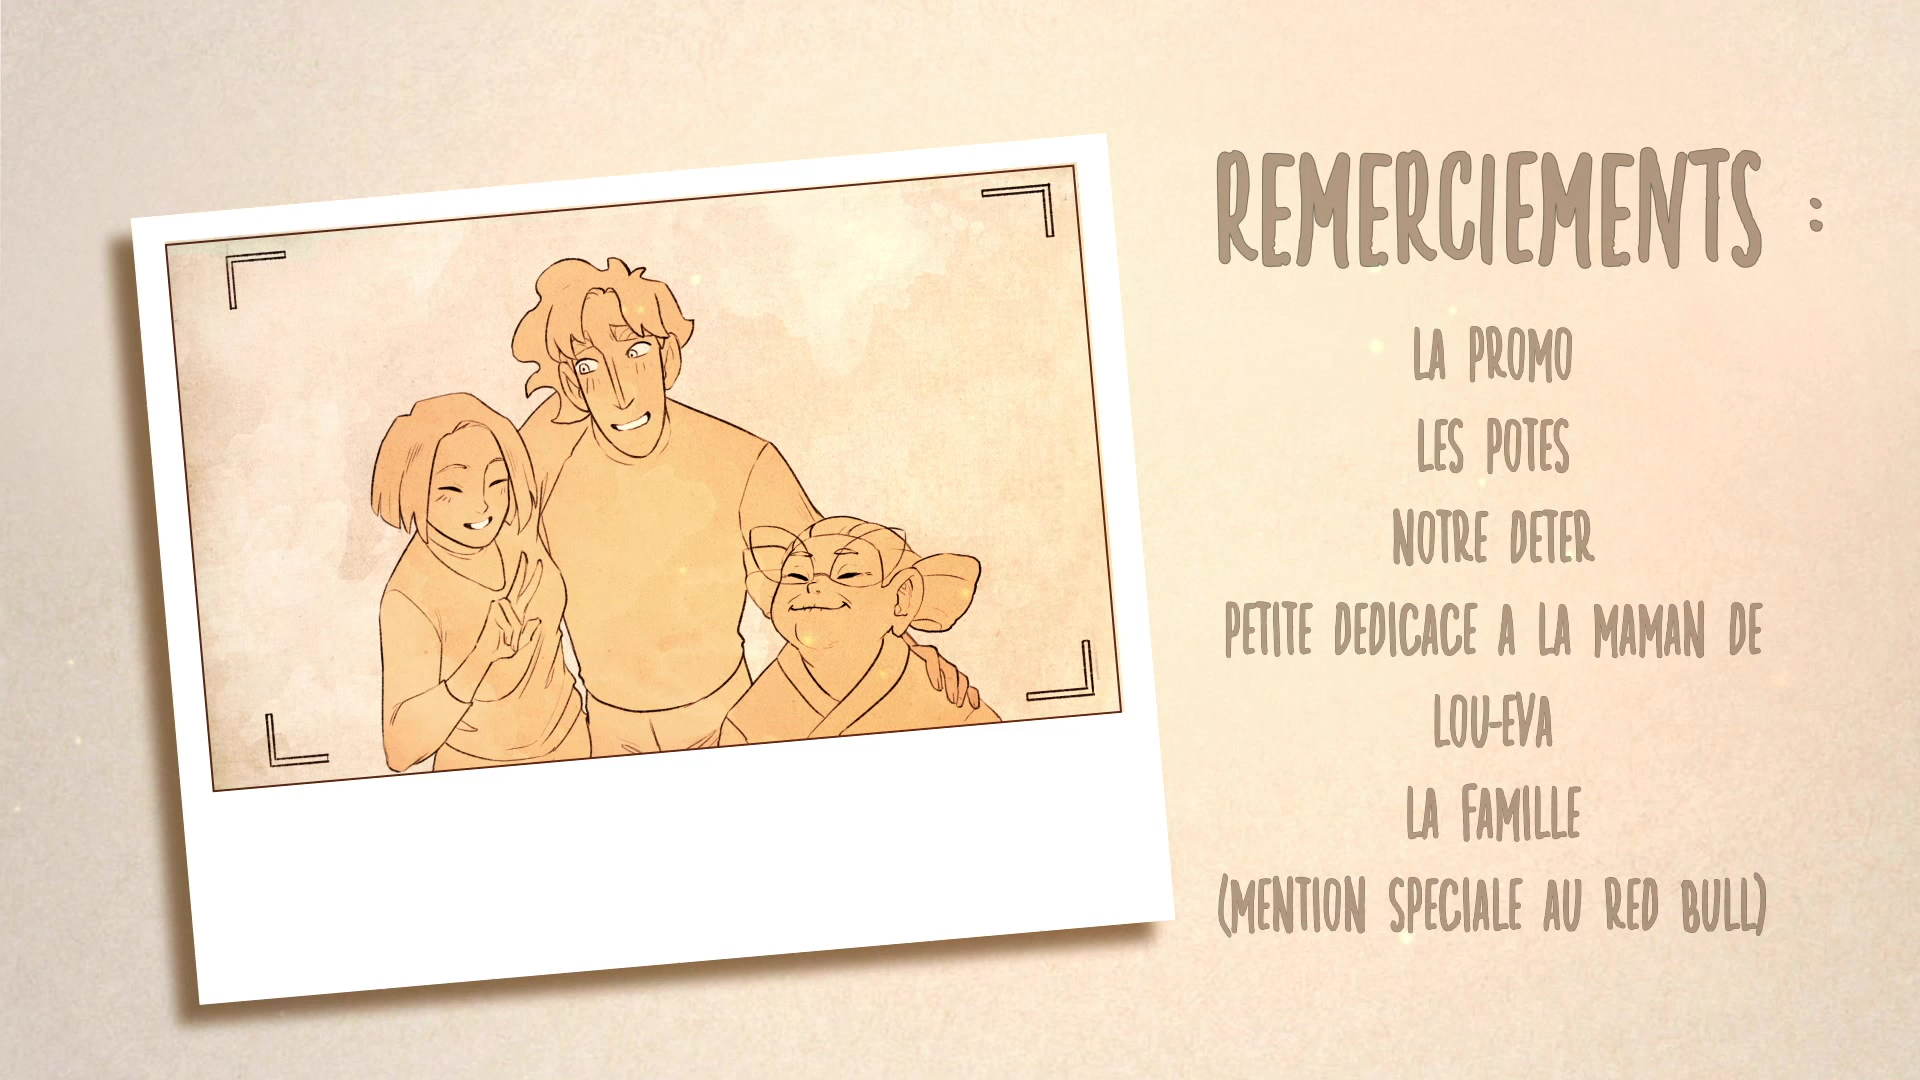 REMERCIEMENTS :
LA PROMO
LES POTES
NOTRE DETER
PETITE DEDICACE A LA MAMAN DE
LOU-EVA
LA FAMILLE
(MENTION SPECIALE AU RED BULL)